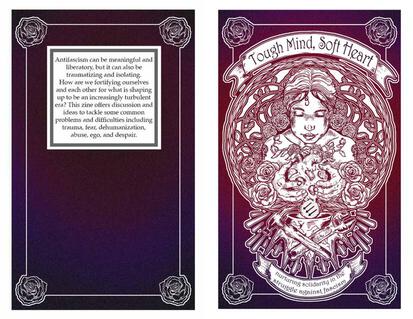 Antifascism can be meaningful and
liberatory, but it can also be
traumatizing and isolating.
How are we fortifying ourselves
and each other for what is shaping
up to be an increasingly turbulent
era? This zine offers discussion and
ideas to tackle some common
problems and difficulties including
trauma, fear, dehumanization,
abuse, ego, and despair.
Tough Mind, Soft Heart
nurturing solidarity in the
struggle against fascism